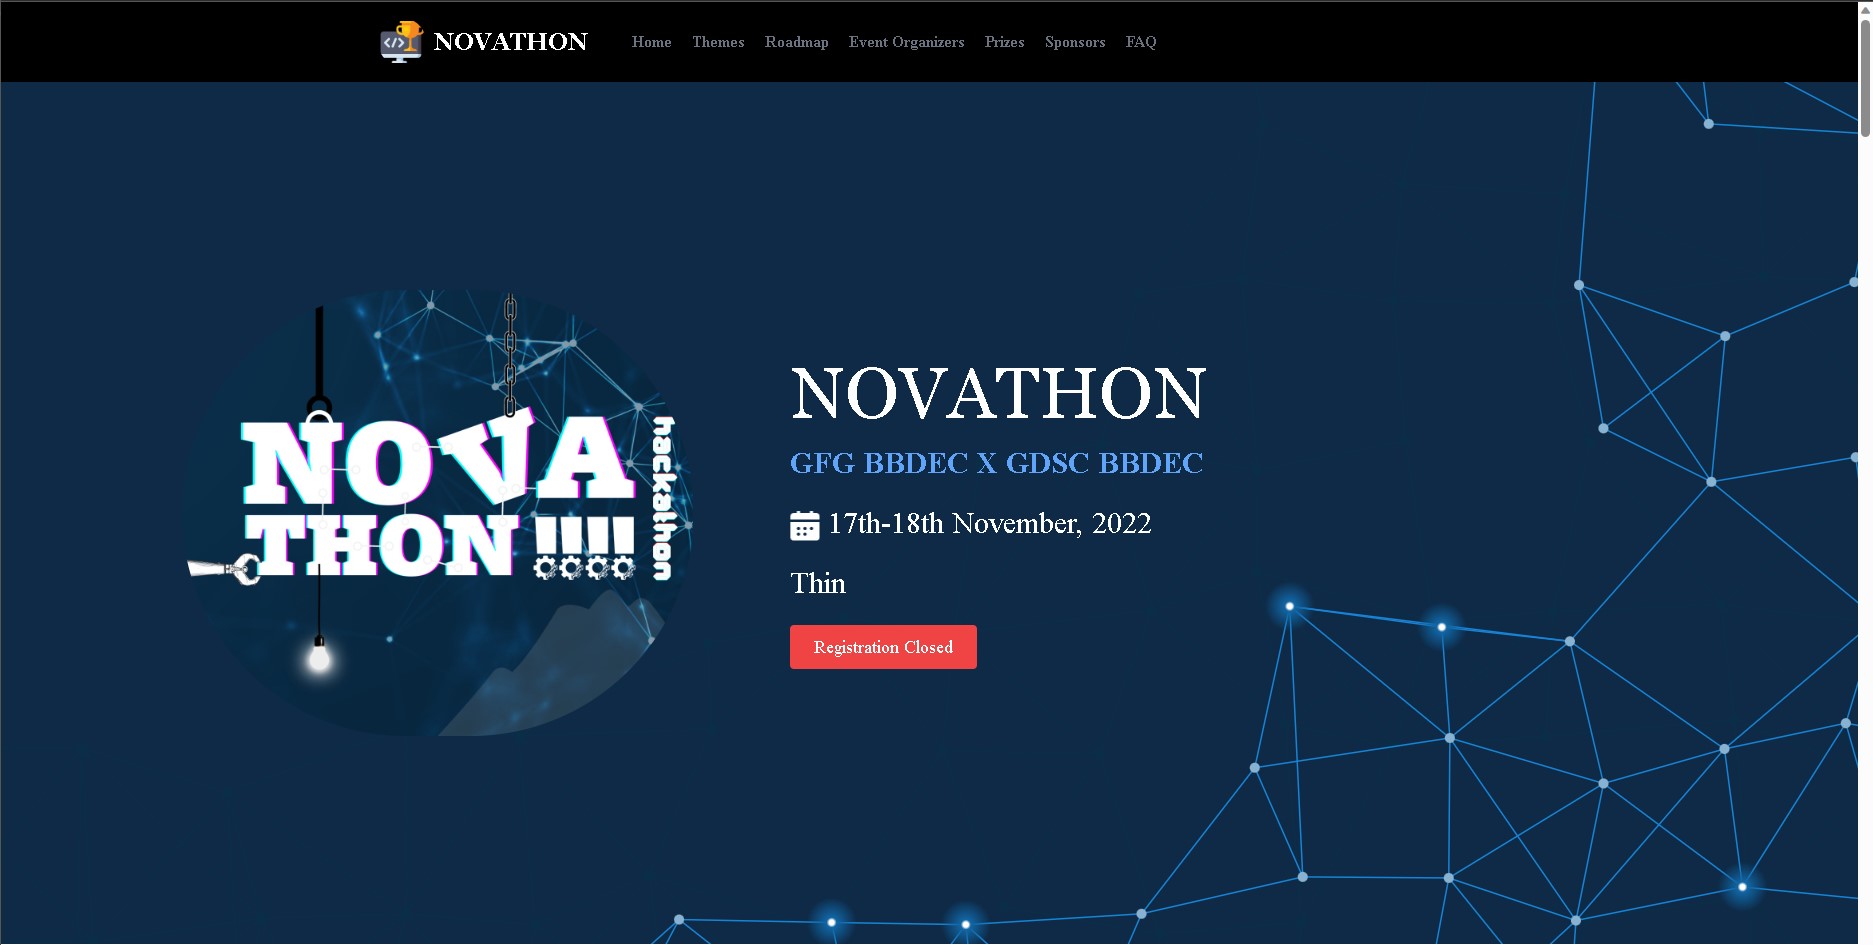 NOVATHON
Home Themes Roadmap Event Organizers Prizes Sponsors FAQ
NOVA
THON !!!!
hackathon
NOVATHON
GFG BBDEC X GDSC BBDEC
17th-18th November, 2022
Thin
Registration Closed